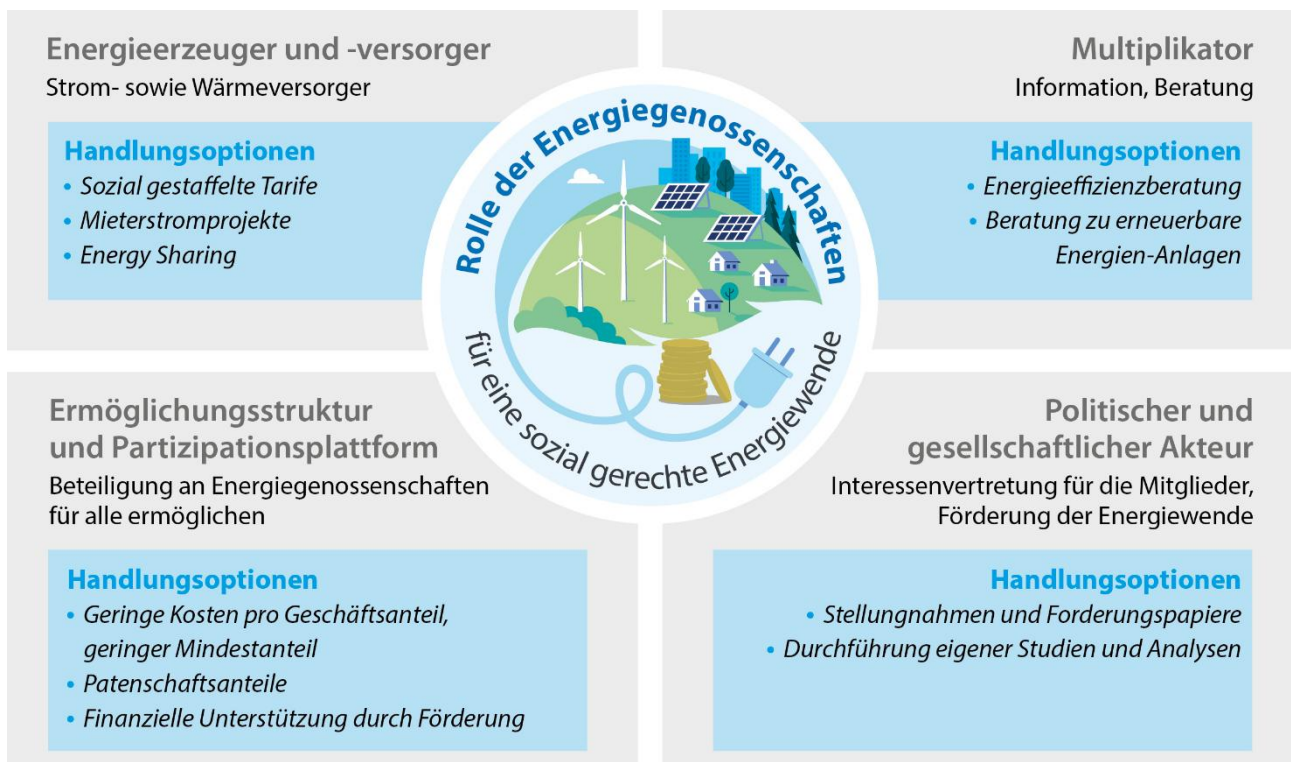 Energieerzeuger und -versorger
Strom- sowie Wärmeversorger
Handlungsoptionen
• Sozial gestaffelte Tarife
• Mieterstromprojekte
• Energy Sharing
Multiplikator
Information, Beratung
Handlungsoptionen
• Energieeffizienzberatung
• Beratung zu erneuerbare
Energien-Anlagen
Rolle der Energiegenossenschaften
für eine sozial gerechte Energiewende
Ermöglichungsstruktur
und Partizipationsplattform
Beteiligung an Energiegenossenschaften
für alle ermöglichen
Handlungsoptionen
• Geringe Kosten pro Geschäftsanteil,
geringer Mindestanteil
• Patenschaftsanteile
• Finanzielle Unterstützung durch Förderung
Politischer und
gesellschaftlicher Akteur
Interessenvertretung für die Mitglieder,
Förderung der Energiewende
Handlungsoptionen
• Stellungnahmen und Forderungspapiere
• Durchführung eigener Studien und Analysen